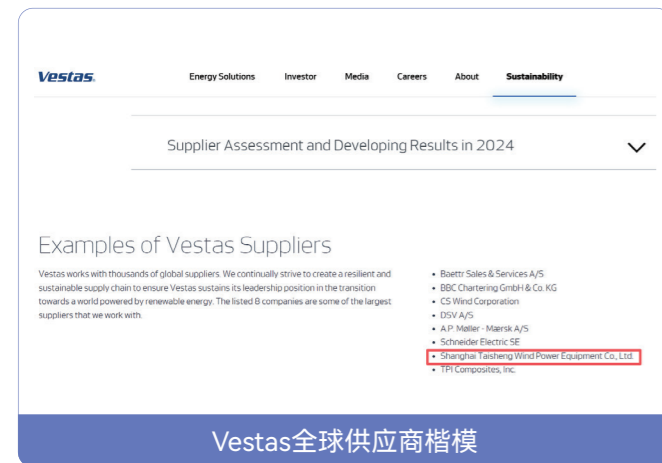 Vestas.
Energy Solutions Investor Media Careers About Sustainability
Supplier Assessment and Developing Results in 2024
Examples of Vestas Suppliers
Vestas works with thousands of global suppliers. We continually strive to create a resilient and
sustainable supply chain to ensure Vestas sustains its leadership position in the transition
towards a world powered by renewable energy. The listed 8 companies are some of the largest
suppliers that we work with.
• Baettr Sales & Services A/S
• BBC Chartering GmbH & Co. KG
• CS Wind Corporation
• DSV A/S
• A.P. Møller - Mærsk A/S
• Schneider Electric SE
• Shanghai Taisheng Wind Power Equipment Co., Ltd.
• TPI Composites, Inc.
Vestas全球供应商楷模